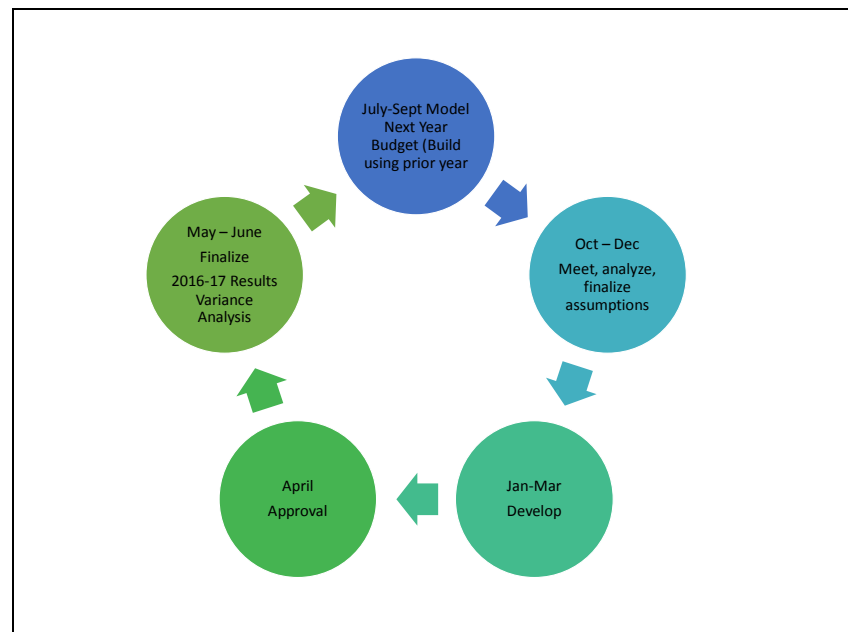 July-Sept Model
Next Year
Budget (Build
using prior year
Oct – Dec
Meet, analyze,
finalize
assumptions
Jan-Mar
Develop
April
Approval
May – June
Finalize
2016-17 Results
Variance
Analysis